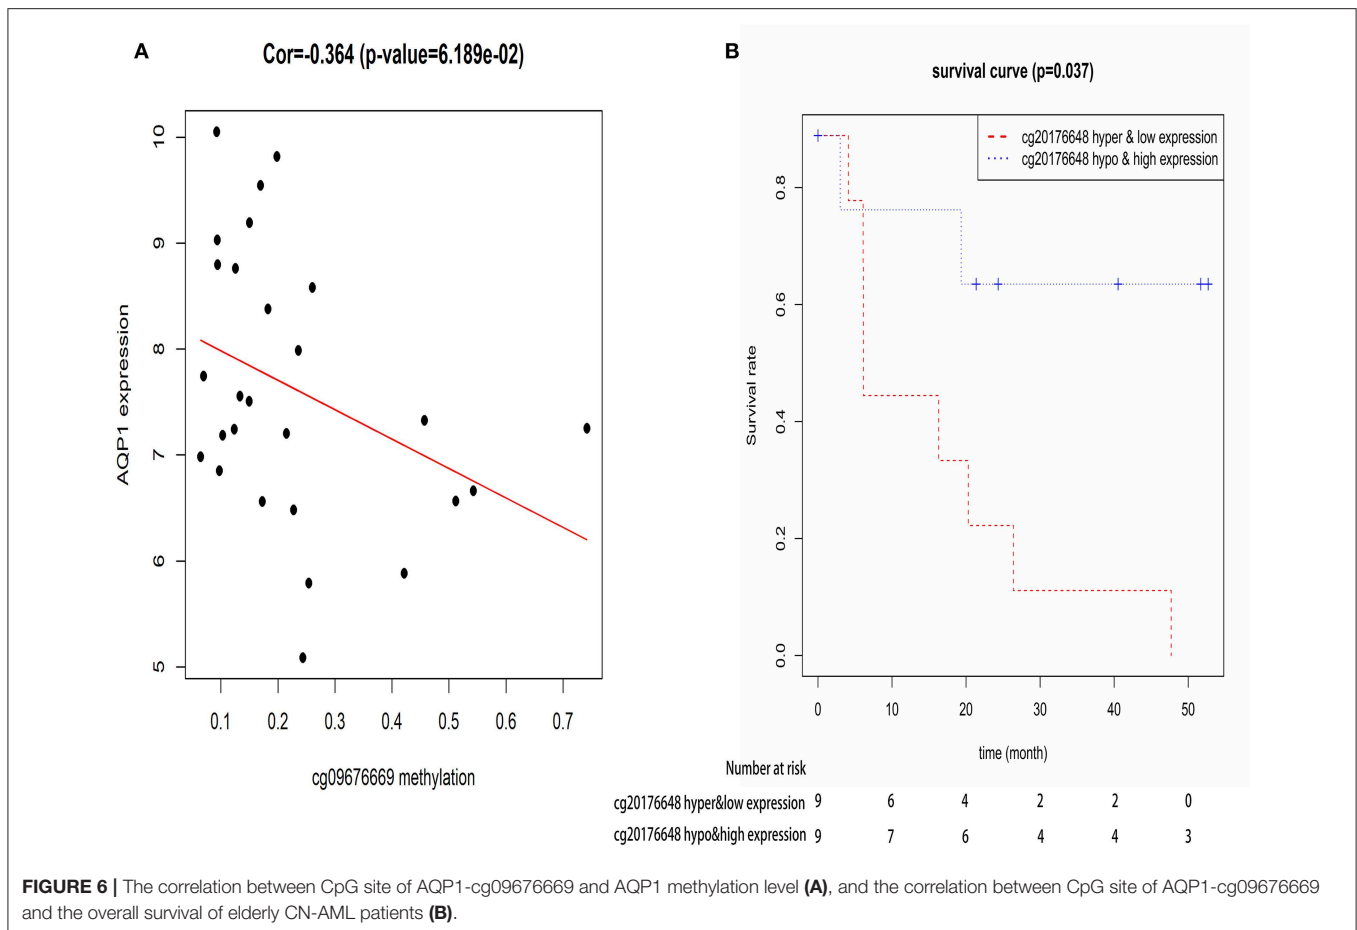 A
Cor=-0.364 (p-value=6.189e-02)
AQP1 expression
10
9
8
7
6
5
0.1 0.2 0.3 0.4 0.5 0.6 0.7
cg09676669 methylation
B
survival curve (p=0.037)
cg20176648 hyper & low expression
cg20176648 hypo & high expression
Survival rate
0.8
0.6
0.4
0.2
0.0
0 10 20 30 40 50
time (month)
Number at risk
cg20176648 hyper&low expression 9 6 4 2 2 0
cg20176648 hypo&high expression 9 7 6 4 4 3
FIGURE 6 | The correlation between CpG site of AQP1-cg09676669 and AQP1 methylation level (A), and the correlation between CpG site of AQP1-cg09676669
and the overall survival of elderly CN-AML patients (B).